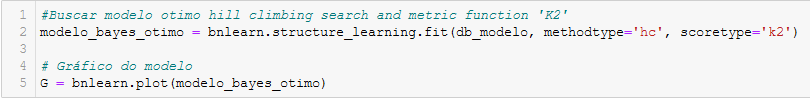 1 #Buscar modelo otimo hill climbing search and metric function 'K2'
2 modelo_bayes_otimo = bnlearn.structure_learning.fit(db_modelo, methodtype='hc', scoretype='k2')
3
4 # Gráfico do modelo
5 G = bnlearn.plot(modelo_bayes_otimo)